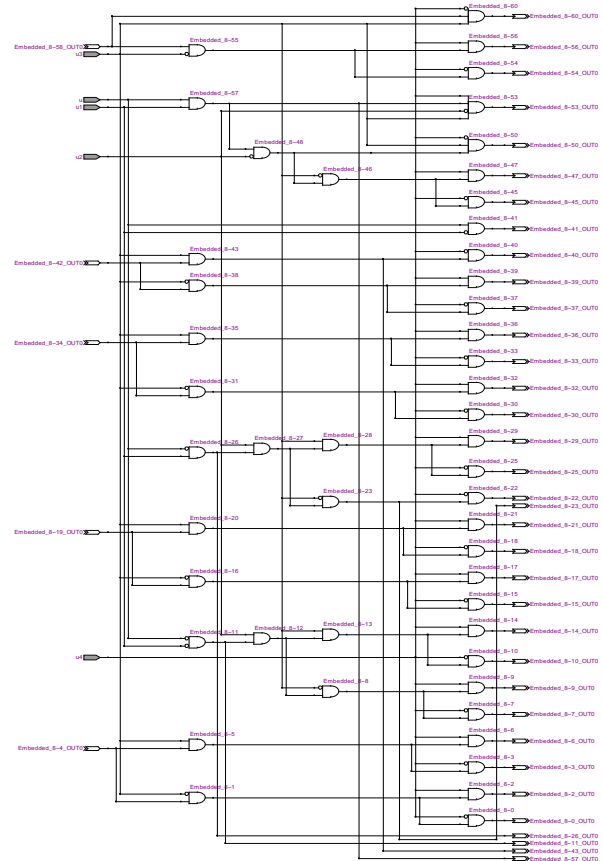 Embedded_8-60
Embedded_8-60_OUT0
Embedded_8-56
Embedded_8-55
Embedded_8-58_OUT0
Embedded_8-56_OUT0
u3
Embedded_8-54
Embedded_8-54_OUT0
Embedded_8-57
Embedded_8-53
u
u1
Embedded_8-53_OUT0
Embedded_8-50
Embedded_8-48
Embedded_8-50_OUT0
u2
Embedded_8-47
Embedded_8-46
Embedded_8-47_OUT0
Embedded_8-45
Embedded_8-45_OUT0
Embedded_8-41
Embedded_8-41_OUT0
Embedded_8-43
Embedded_8-40
Embedded_8-40_OUT0
Embedded_8-42_OUT0
Embedded_8-38
Embedded_8-39
Embedded_8-39_OUT0
Embedded_8-37
Embedded_8-37_OUT0
Embedded_8-35
Embedded_8-36
Embedded_8-36_OUT0
Embedded_8-34_OUT0
Embedded_8-33
Embedded_8-33_OUT0
Embedded_8-31
Embedded_8-32
Embedded_8-32_OUT0
Embedded_8-30
Embedded_8-30_OUT0
Embedded_8-26
Embedded_8-27
Embedded_8-28
Embedded_8-29
Embedded_8-29_OUT0
Embedded_8-25
Embedded_8-25_OUT0
Embedded_8-23
Embedded_8-22
Embedded_8-22_OUT0
Embedded_8-23_OUT0
Embedded_8-20
Embedded_8-21
Embedded_8-21_OUT0
Embedded_8-19_OUT0
Embedded_8-18
Embedded_8-18_OUT0
Embedded_8-16
Embedded_8-17
Embedded_8-17_OUT0
Embedded_8-15
Embedded_8-15_OUT0
Embedded_8-11
Embedded_8-12
Embedded_8-13
Embedded_8-14
Embedded_8-14_OUT0
u4
Embedded_8-10
Embedded_8-10_OUT0
Embedded_8-8
Embedded_8-9
Embedded_8-9_OUT0
Embedded_8-7
Embedded_8-7_OUT0
Embedded_8-5
Embedded_8-6
Embedded_8-6_OUT0
Embedded_8-4_OUT0
Embedded_8-3
Embedded_8-3_OUT0
Embedded_8-1
Embedded_8-2
Embedded_8-2_OUT0
Embedded_8-0
Embedded_8-0_OUT0
Embedded_8-26_OUT0
Embedded_8-11_OUT0
Embedded_8-43_OUT0
Embedded_8-57_OUT0